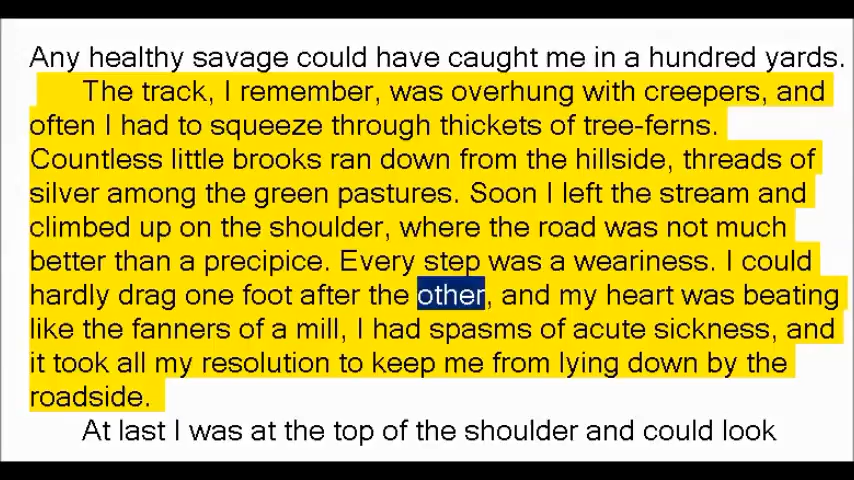 Any healthy savage could have caught me in a hundred yards.
The track, I remember, was overhung with creepers, and
often I had to squeeze through thickets of tree-ferns.
Countless little brooks ran down from the hillside, threads of
silver among the green pastures. Soon I left the stream and
climbed up on the shoulder, where the road was not much
better than a precipice. Every step was a weariness. I could
hardly drag one foot after the other, and my heart was beating
like the fanners of a mill, I had spasms of acute sickness, and
it took all my resolution to keep me from lying down by the
roadside.
At last I was at the top of the shoulder and could look